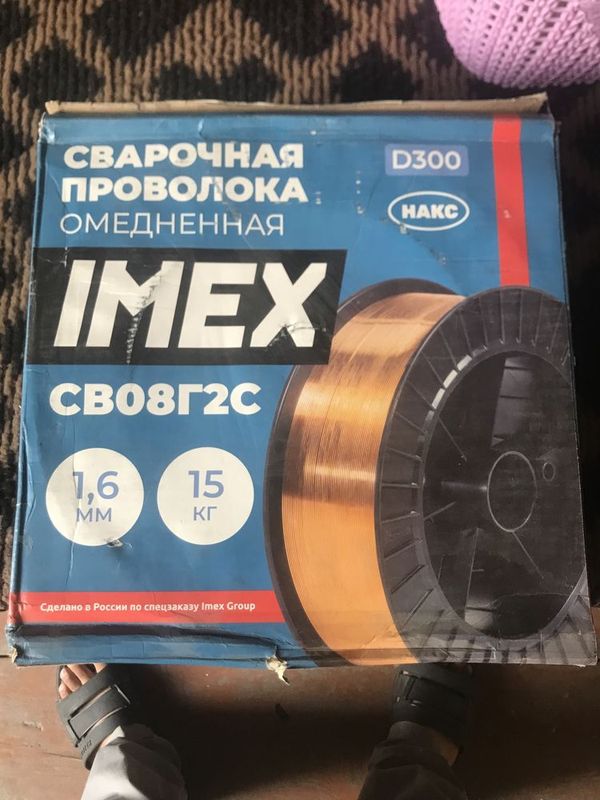 СВАРОЧНАЯ
ПРОВОЛОКА
ОМЕДНЕННАЯ
D300
НАКС
IMEX
СВ08Г2С
1,6
ММ
15
КГ
Сделано в России по спецзаказу Imex Group